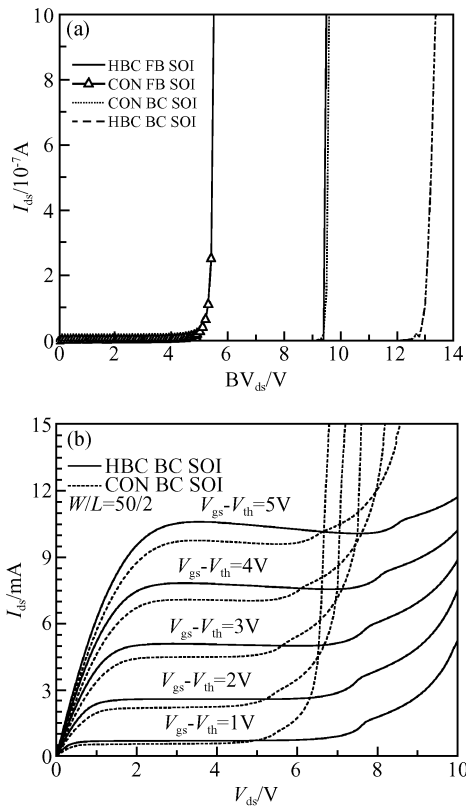 (a)
HBC FB SOI
CON FB SOI
CON BC SOI
HBC BC SOI
10
8
6
4
2
0
I_ds/10^-7A
0 2 4 6 8 10 12 14
BV_ds/V
(b)
HBC BC SOI
CON BC SOI
W/L=50/2
V_gs-V_th=5V
V_gs-V_th=4V
V_gs-V_th=3V
V_gs-V_th=2V
V_gs-V_th=1V
15
12
9
6
3
0
I_ds/mA
0 2 4 6 8 10
V_ds/V